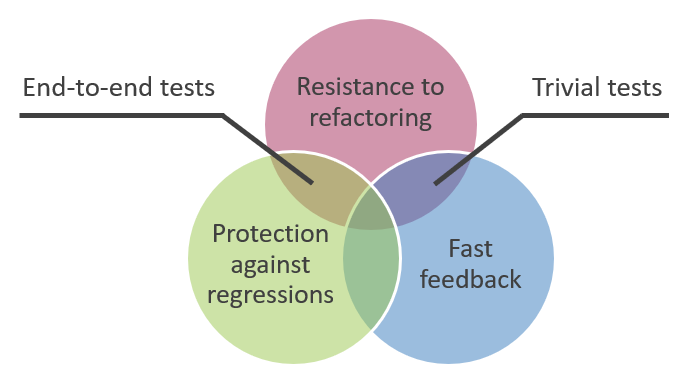 End-to-end tests
Resistance to
refactoring
Trivial tests
Protection
against
regressions
Fast
feedback